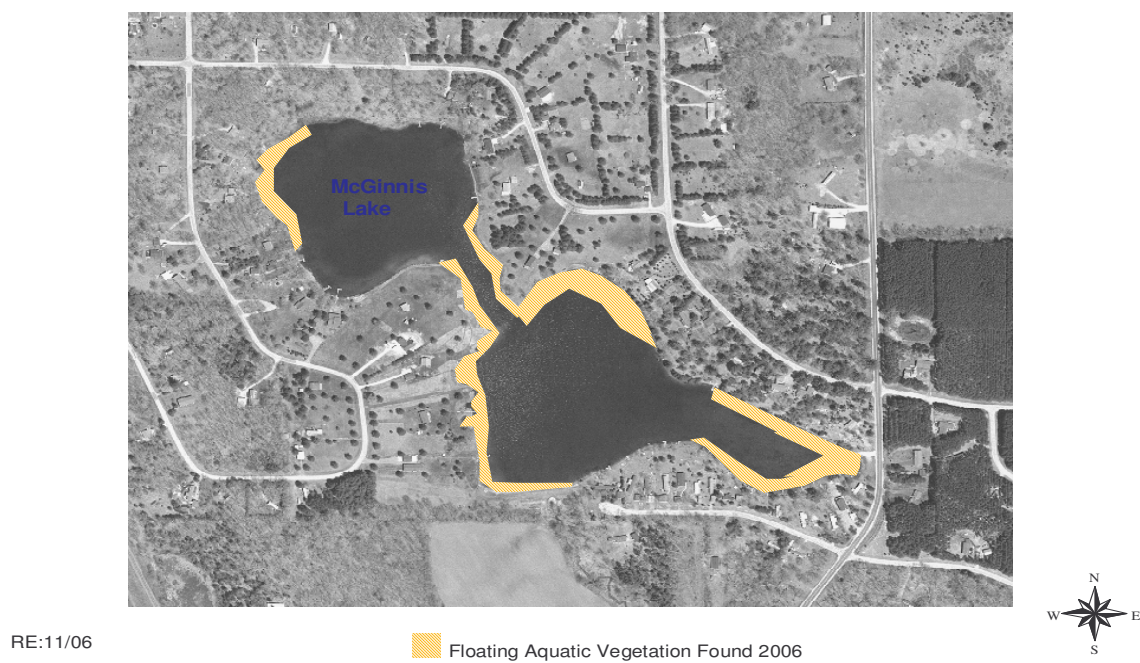 McGinnis
Lake
N
W E
S
RE:11/06
Floating Aquatic Vegetation Found 2006